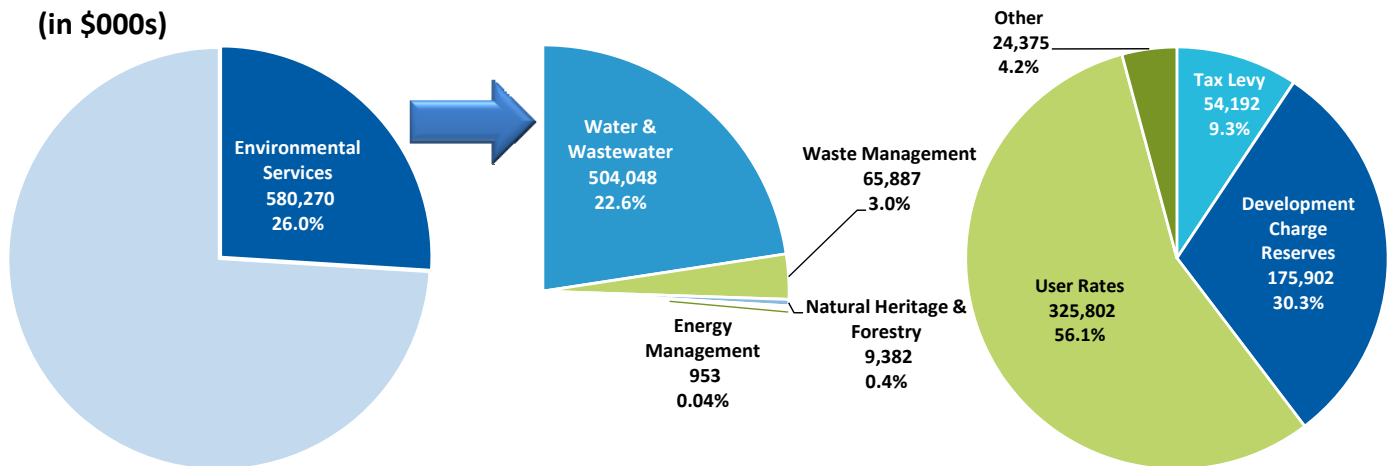 (in $000s)
Environmental
Services
580,270
26.0%
Water &
Wastewater
504,048
22.6%
Waste Management
65,887
3.0%
Natural Heritage &
Forestry
9,382
0.4%
Energy
Management
953
0.04%
Other
24,375
4.2%
Tax Levy
54,192
9.3%
Development
Charge
Reserves
175,902
30.3%
User Rates
325,802
56.1%